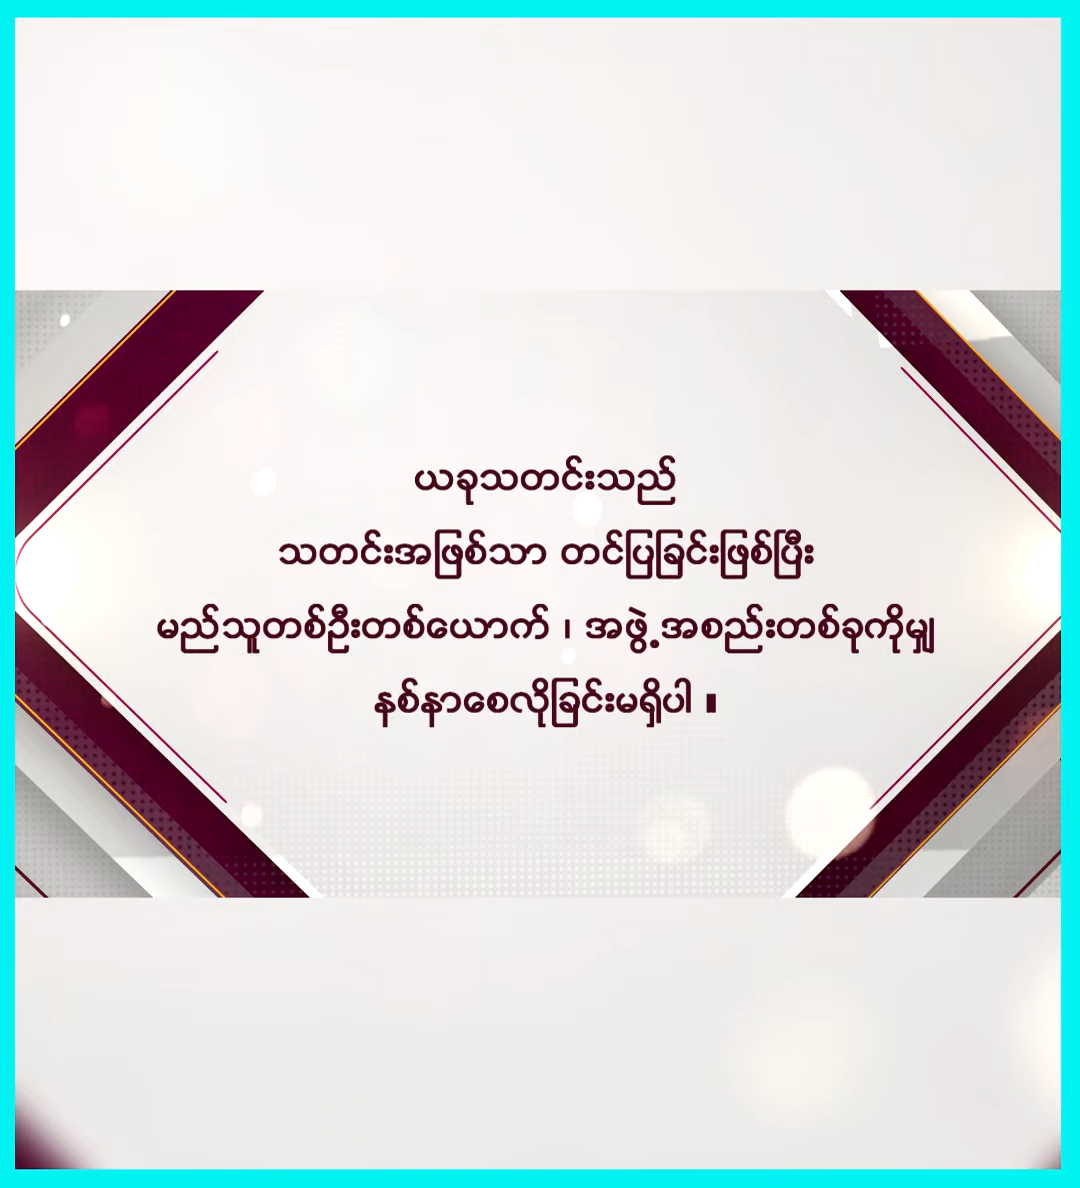 ယခုသတင်းသည်
သတင်းအဖြစ်သာ တင်ပြခြင်းဖြစ်ပြီး
မည်သူတစ်ဦးတစ်ယောက် ၊ အဖွဲ့အစည်းတစ်ခုကိုမျှ
နစ်နာစေလိုခြင်းမရှိပါ ။